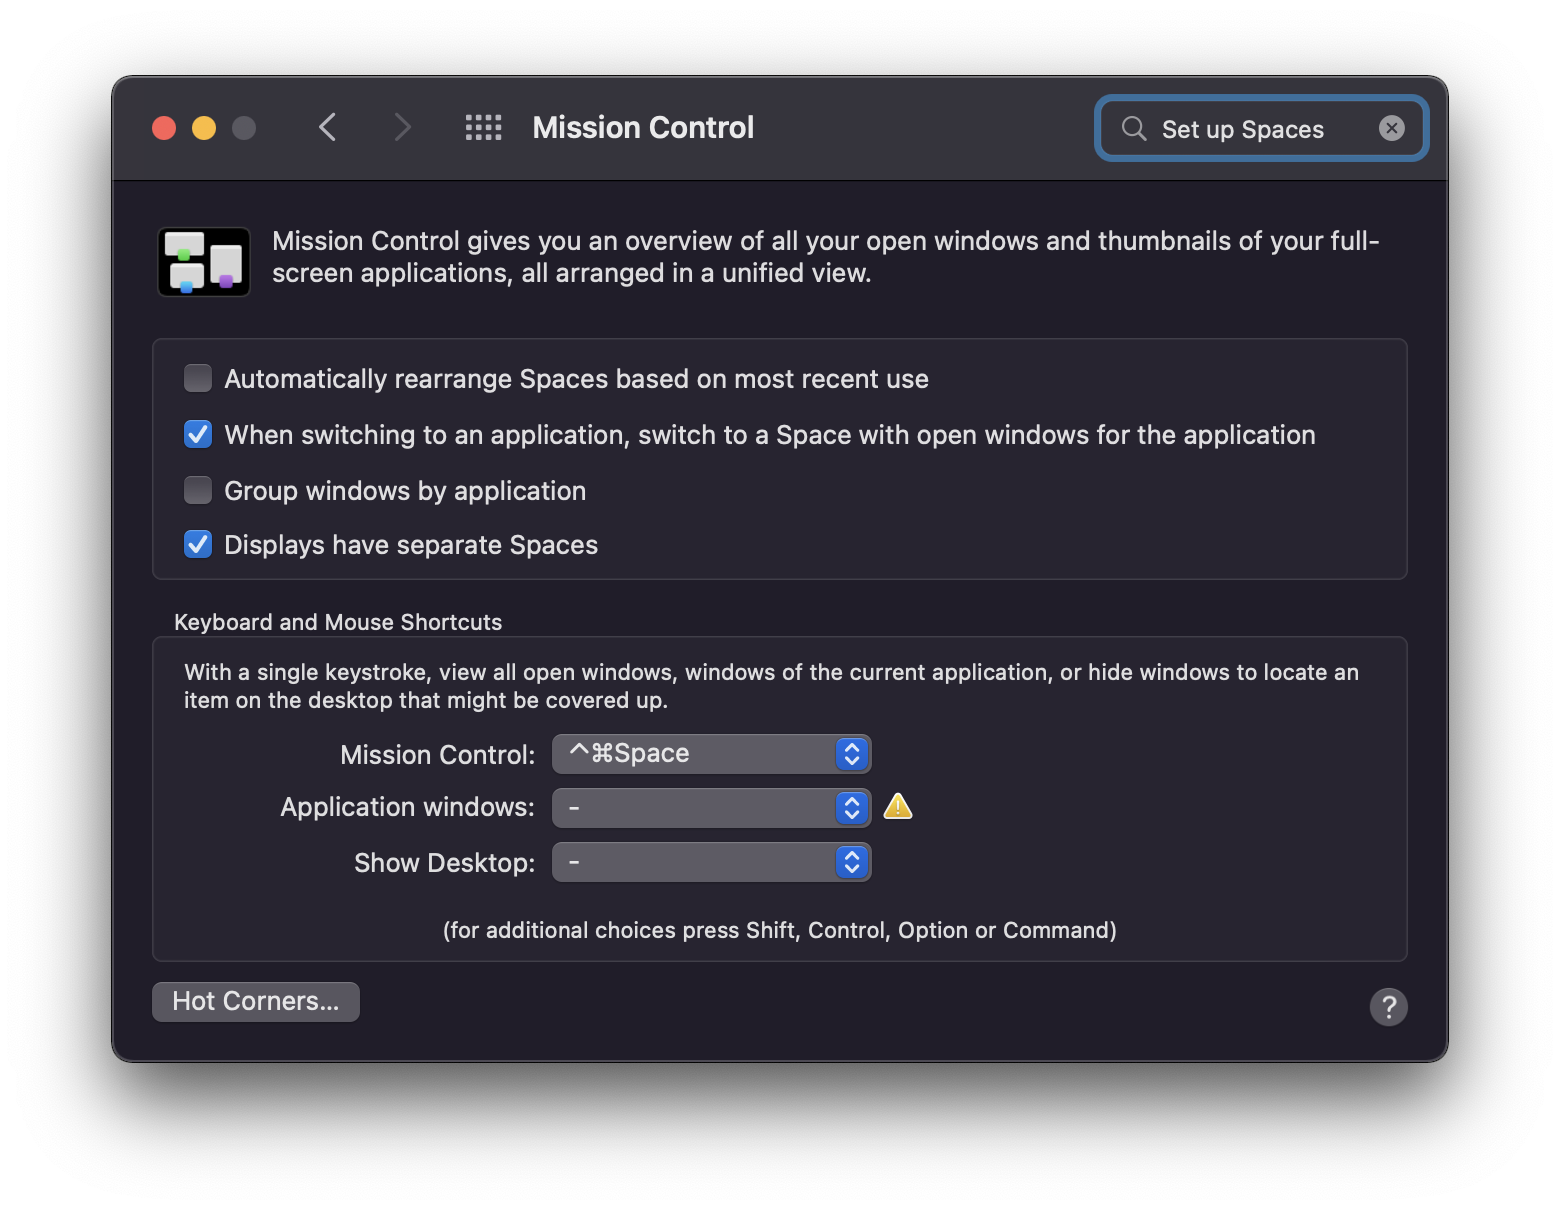 Mission Control
Set up Spaces
Mission Control gives you an overview of all your open windows and thumbnails of your full-
screen applications, all arranged in a unified view.
Automatically rearrange Spaces based on most recent use
When switching to an application, switch to a Space with open windows for the application
Group windows by application
Displays have separate Spaces
Keyboard and Mouse Shortcuts
With a single keystroke, view all open windows, windows of the current application, or hide windows to locate an
item on the desktop that might be covered up.
Mission Control: ^⌘Space
Application windows: -
Show Desktop: -
(for additional choices press Shift, Control, Option or Command)
Hot Corners...
?